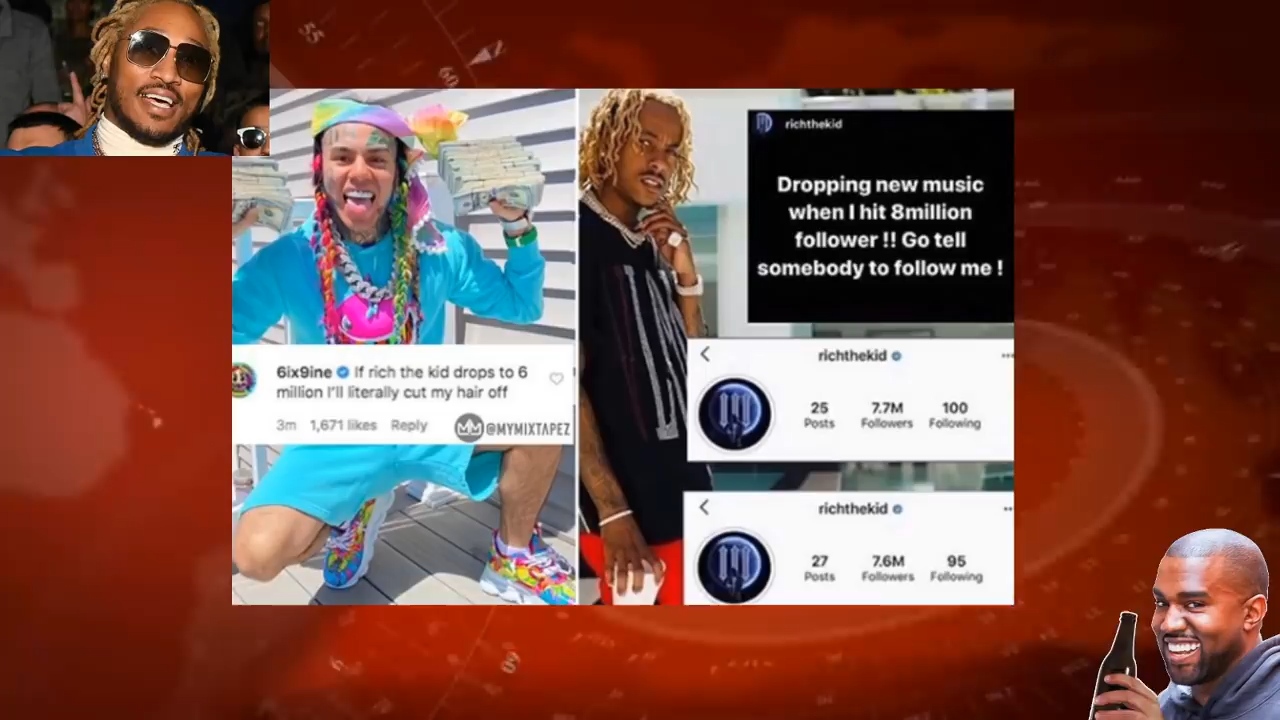 6ix9ine If rich the kid drops to 6
million I'll literally cut my hair off
3m 1,671 likes Reply
@MYMIXTAPEZ
richthekid
Dropping new music
when I hit 8million
follower !! Go tell
somebody to follow me !
richthekid
25 7.7M 100
Posts Followers Following
richthekid
27 7.6M 95
Posts Followers Following